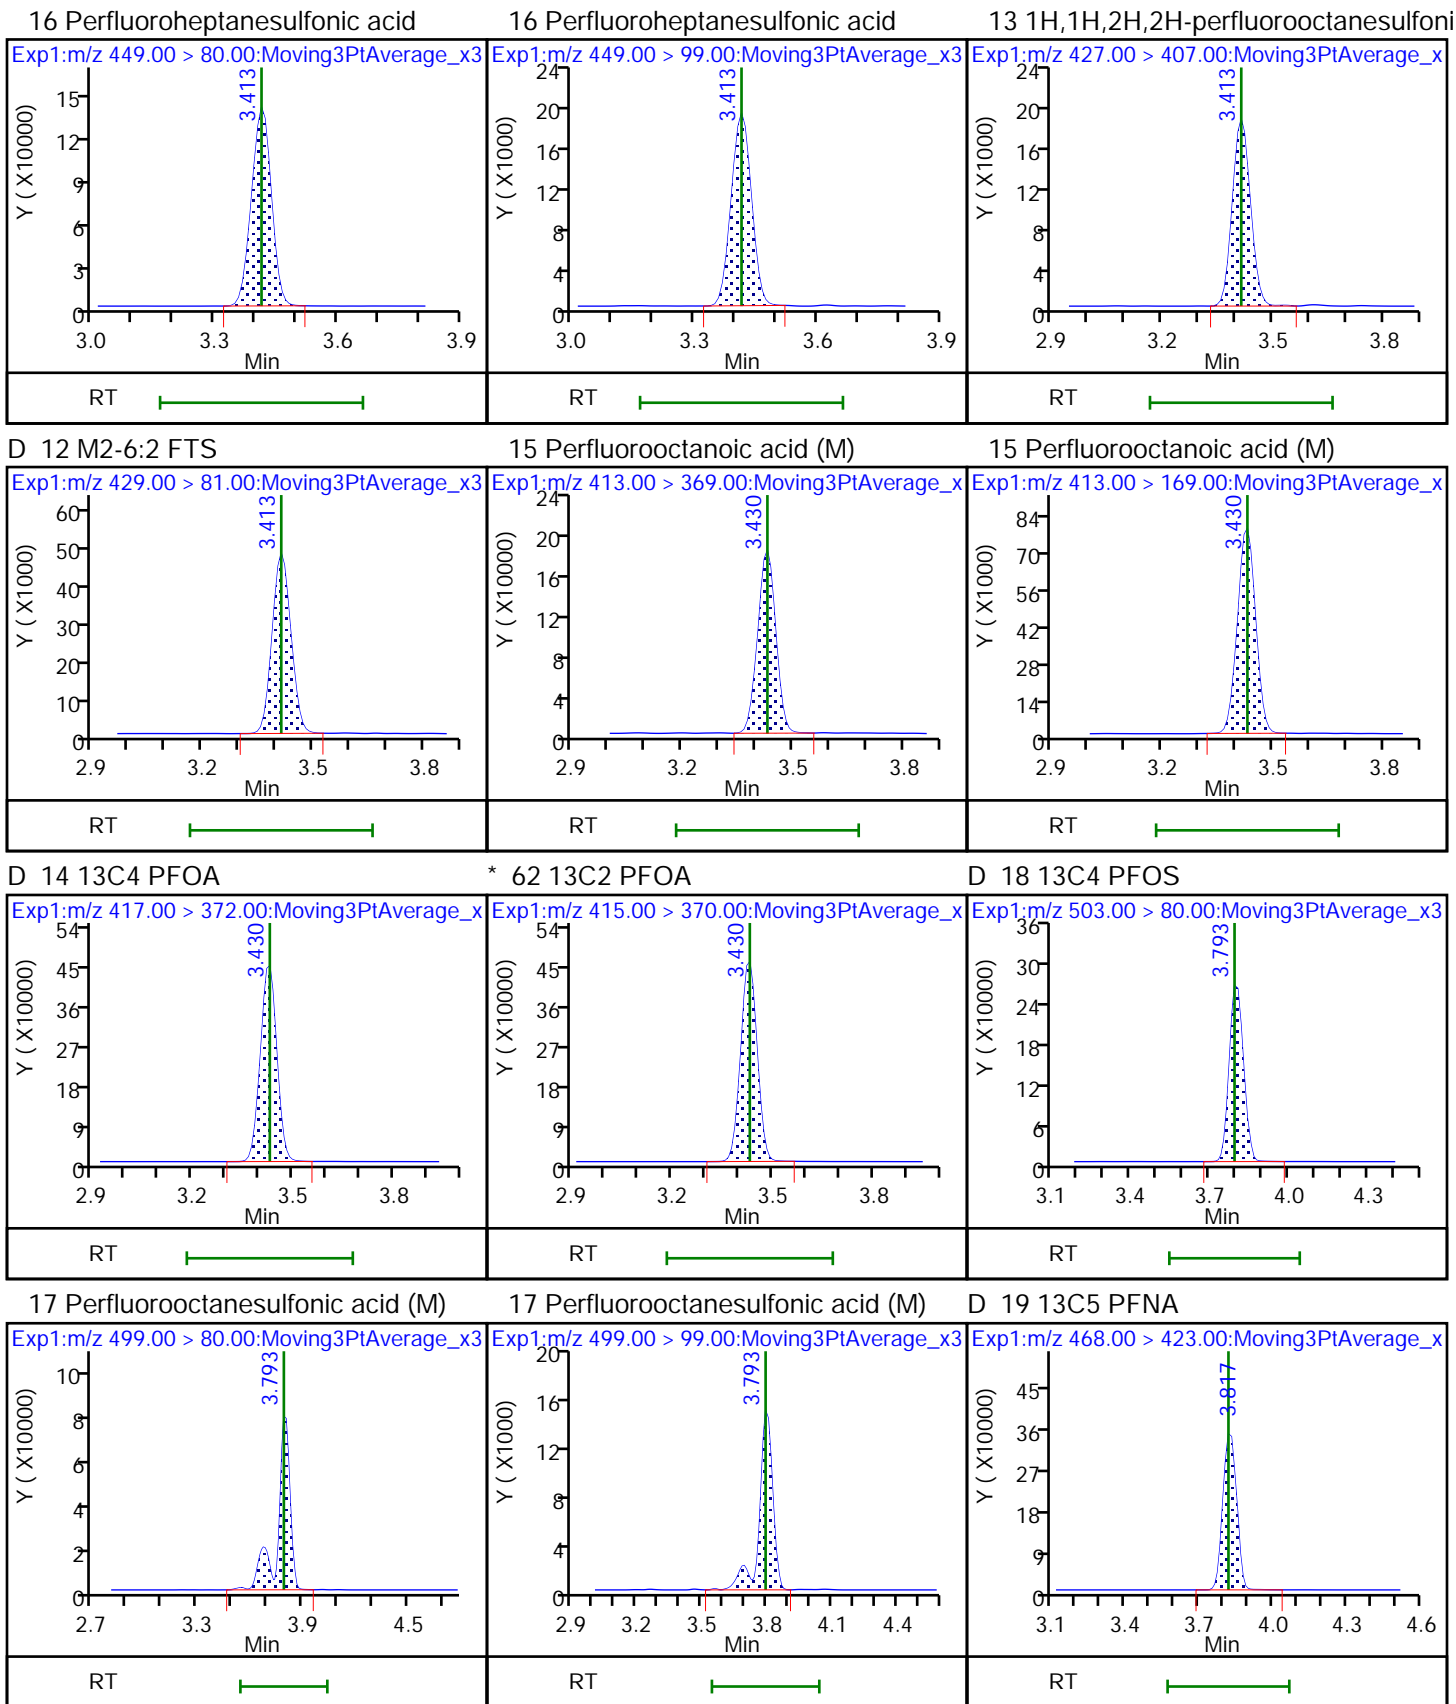 16 Perfluoroheptanesulfonic acid
16 Perfluoroheptanesulfonic acid
13 1H,1H,2H,2H-perfluorooctanesulfoni
Exp1:m/z 449.00 > 80.00:Moving3PtAverage_x3
Exp1:m/z 449.00 > 99.00:Moving3PtAverage_x3
Exp1:m/z 427.00 > 407.00:Moving3PtAverage_x
3.413
3.413
3.413
Y ( X10000)
15
12
9
6
3
0
3.0 3.3 3.6 3.9
Min
Y ( X1000)
24
20
16
12
8
4
0
3.0 3.3 3.6 3.9
Min
Y ( X1000)
24
20
16
12
8
4
0
2.9 3.2 3.5 3.8
Min
RT
RT
RT
D 12 M2-6:2 FTS
15 Perfluorooctanoic acid (M)
15 Perfluorooctanoic acid (M)
Exp1:m/z 429.00 > 81.00:Moving3PtAverage_x3
Exp1:m/z 413.00 > 369.00:Moving3PtAverage_x
Exp1:m/z 413.00 > 169.00:Moving3PtAverage_x
3.413
3.430
3.430
Y ( X1000)
60
50
40
30
20
10
0
2.9 3.2 3.5 3.8
Min
Y ( X10000)
24
20
16
12
8
4
0
2.9 3.2 3.5 3.8
Min
Y ( X1000)
84
70
56
42
28
14
0
2.9 3.2 3.5 3.8
Min
RT
RT
RT
D 14 13C4 PFOA
* 62 13C2 PFOA
D 18 13C4 PFOS
Exp1:m/z 417.00 > 372.00:Moving3PtAverage_x
Exp1:m/z 415.00 > 370.00:Moving3PtAverage_x
Exp1:m/z 503.00 > 80.00:Moving3PtAverage_x3
3.430
3.430
3.793
Y ( X10000)
54
45
36
27
18
9
0
2.9 3.2 3.5 3.8
Min
Y ( X10000)
54
45
36
27
18
9
0
2.9 3.2 3.5 3.8
Min
Y ( X10000)
36
30
24
18
12
6
0
3.1 3.4 3.7 4.0 4.3
Min
RT
RT
RT
17 Perfluorooctanesulfonic acid (M)
17 Perfluorooctanesulfonic acid (M)
D 19 13C5 PFNA
Exp1:m/z 499.00 > 80.00:Moving3PtAverage_x3
Exp1:m/z 499.00 > 99.00:Moving3PtAverage_x3
Exp1:m/z 468.00 > 423.00:Moving3PtAverage_x
3.793
3.793
3.817
Y ( X10000)
10
8
6
4
2
0
2.7 3.3 3.9 4.5
Min
Y ( X1000)
20
16
12
8
4
0
2.9 3.2 3.5 3.8 4.1 4.4
Min
Y ( X10000)
45
36
27
18
9
0
3.1 3.4 3.7 4.0 4.3 4.6
Min
RT
RT
RT